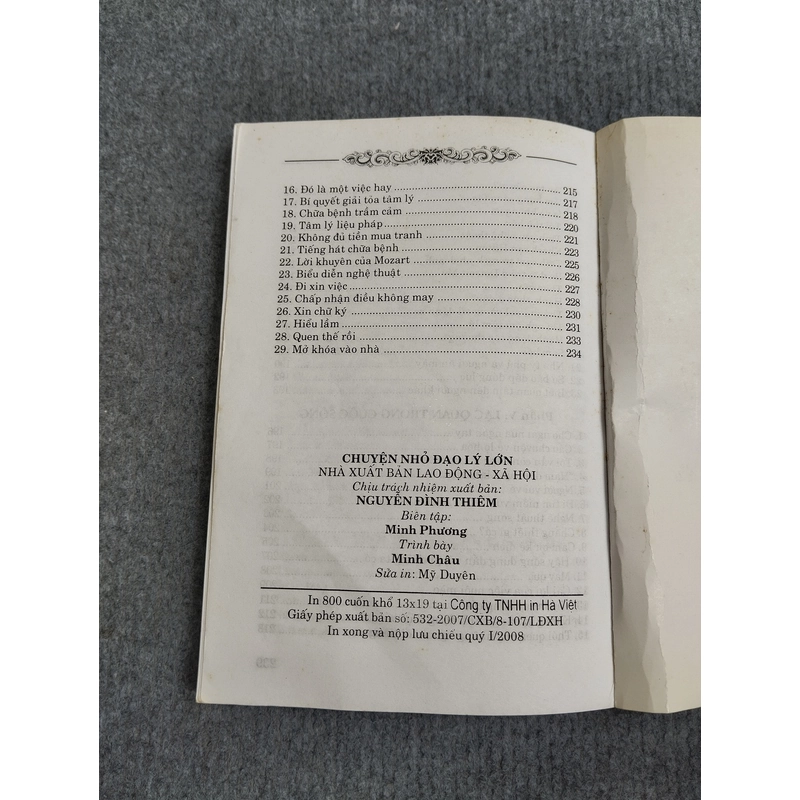 16. Đó là một việc hay ........ 215
17. Bí quyết giải tỏa tâm lý ........ 217
18. Chữa bệnh trầm cảm ........ 218
19. Tâm lý liệu pháp ........ 220
20. Không đủ tiền mua tranh ........ 221
21. Tiếng hát chữa bệnh ........ 223
22. Lời khuyên của Mozart ........ 225
23. Biểu diễn nghệ thuật ........ 226
24. Đi xin việc ........ 227
25. Chấp nhận điều không may ........ 228
26. Xin chữ ký ........ 230
27. Hiểu lầm ........ 231
28. Quen thế rồi ........ 233
29. Mở khóa vào nhà ........ 234
CHUYỆN NHỎ ĐẠO LÝ LỚN
NHÀ XUẤT BẢN LAO ĐỘNG - XÃ HỘI
Chịu trách nhiệm xuất bản:
NGUYỄN ĐÌNH THIÊM
Biên tập:
Minh Phương
Trình bày
Minh Châu
Sửa in: Mỹ Duyên
In 800 cuốn khổ 13x19 tại Công ty TNHH in Hà Việt
Giấy phép xuất bản số: 532-2007/CXB/8-107/LĐXH
In xong và nộp lưu chiểu quý I/2008